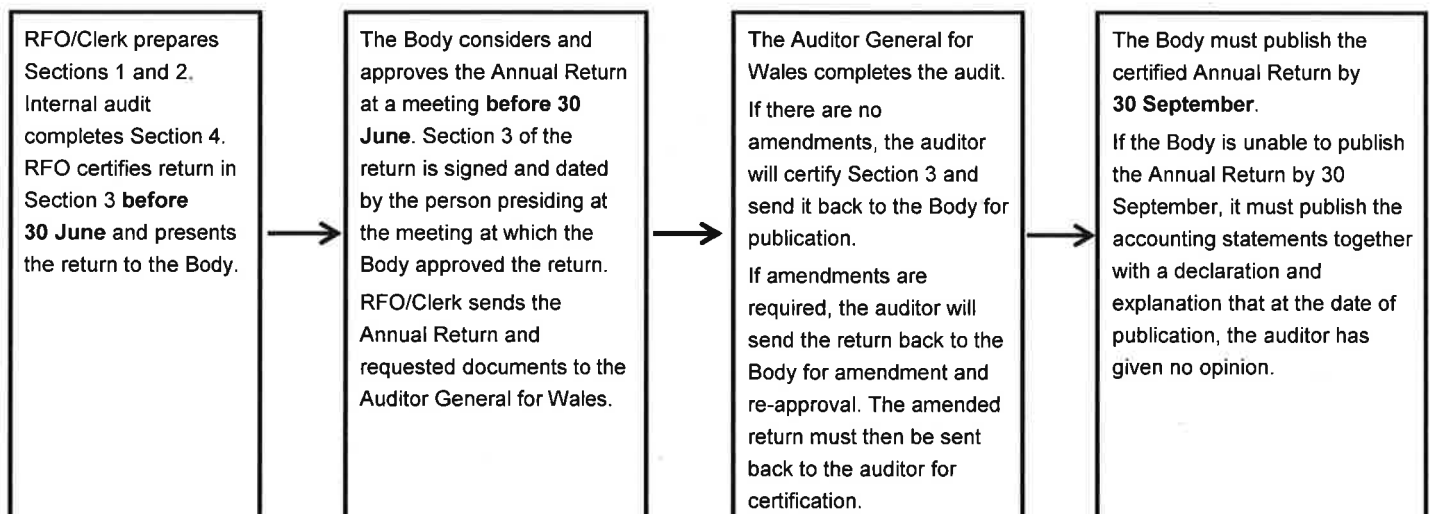 RFO/Clerk prepares
Sections 1 and 2.
Internal audit
completes Section 4.
RFO certifies return in
Section 3 before
30 June and presents
the return to the Body.
The Body considers and
approves the Annual Return
at a meeting before 30
June. Section 3 of the
return is signed and dated
by the person presiding at
the meeting at which the
Body approved the return.
RFO/Clerk sends the
Annual Return and
requested documents to the
Auditor General for Wales.
The Auditor General for
Wales completes the audit.
If there are no
amendments, the auditor
will certify Section 3 and
send it back to the Body for
publication.
If amendments are
required, the auditor will
send the return back to the
Body for amendment and
re-approval. The amended
return must then be sent
back to the auditor for
certification.
The Body must publish the
certified Annual Return by
30 September.
If the Body is unable to publish
the Annual Return by 30
September, it must publish the
accounting statements together
with a declaration and
explanation that at the date of
publication, the auditor has
given no opinion.